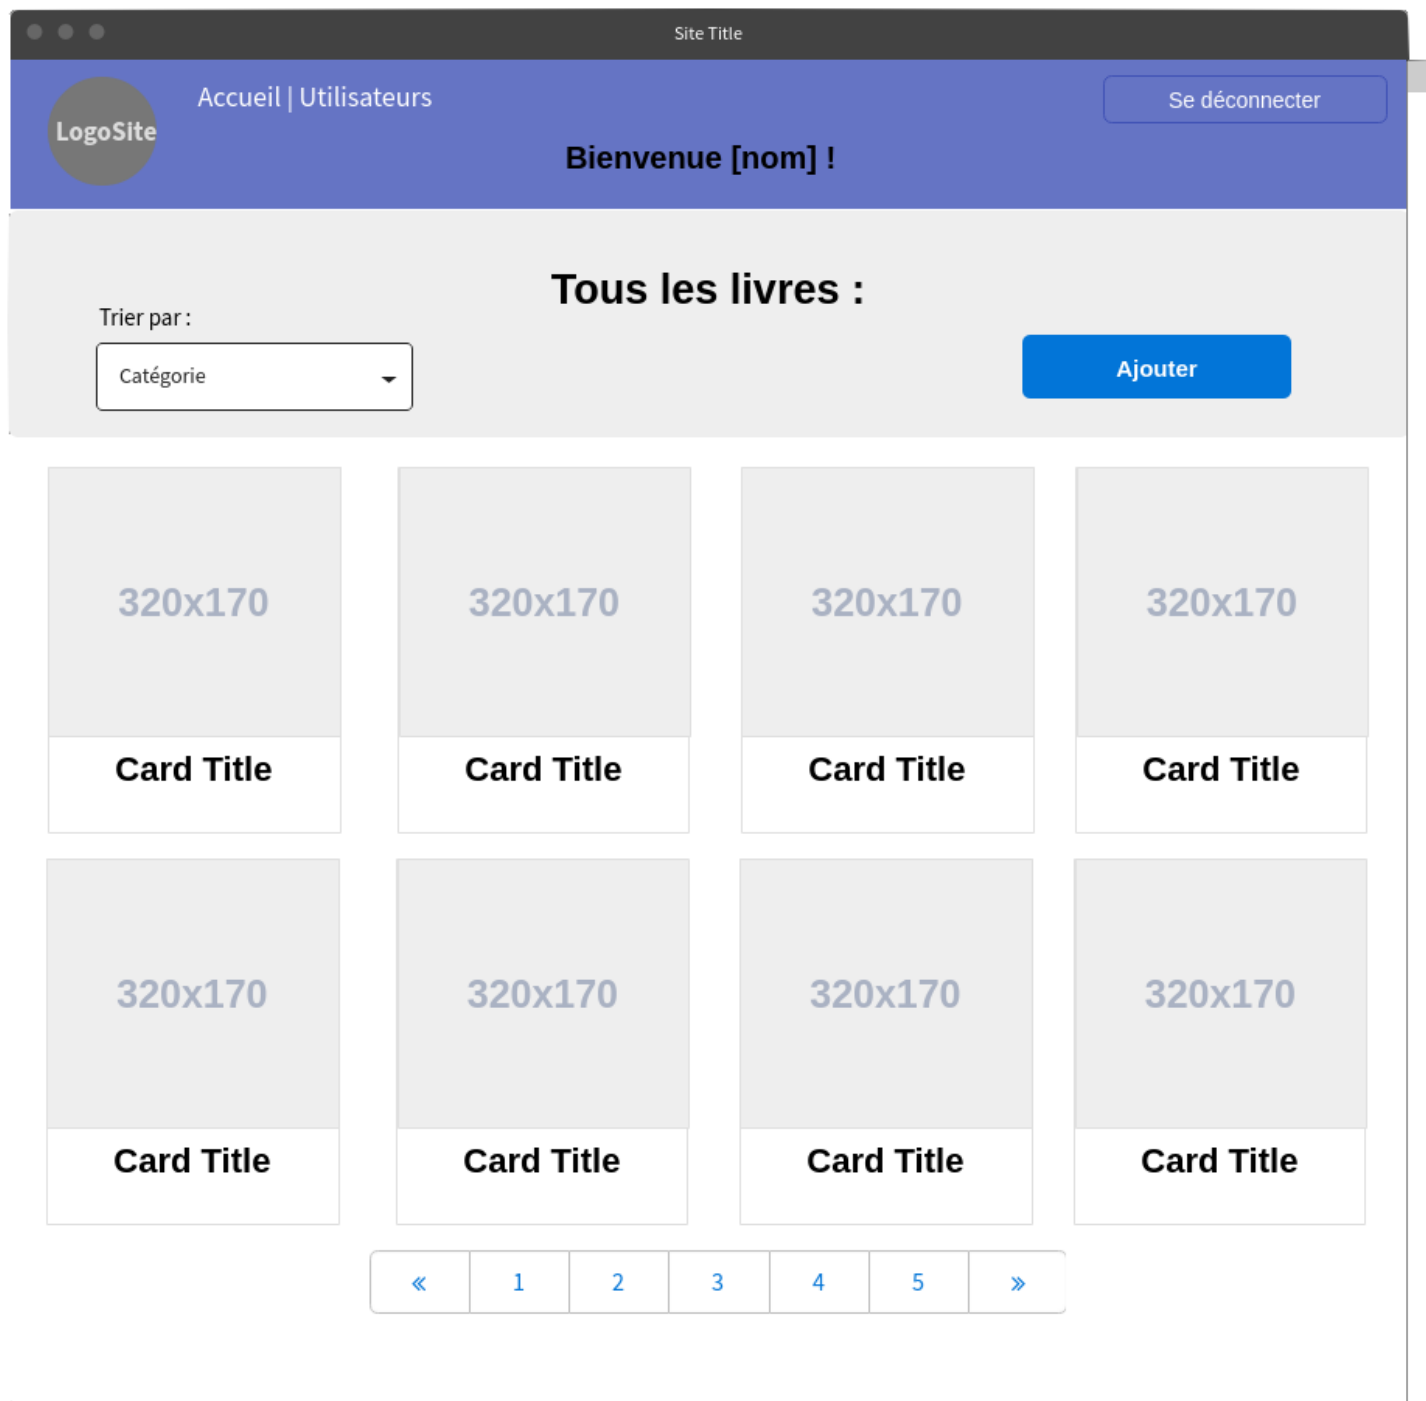 Site Title
Accueil | Utilisateurs
Se déconnecter
LogoSite
Bienvenue [nom] !
Tous les livres :
Trier par :
Catégorie
Ajouter
320x170
320x170
320x170
320x170
Card Title
Card Title
Card Title
Card Title
320x170
320x170
320x170
320x170
Card Title
Card Title
Card Title
Card Title
« 1 2 3 4 5 »